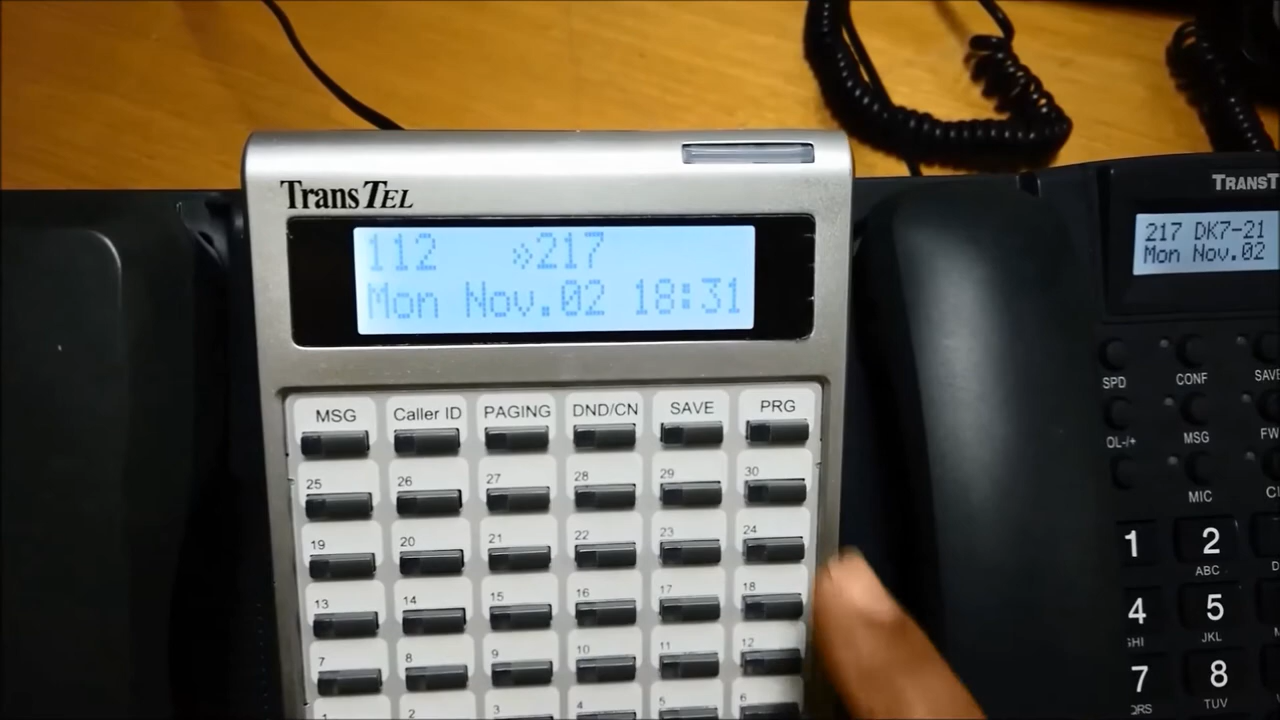 TransTEL
112 »217
Mon Nov.02 18:31
MSG Caller ID PAGING DND/CN SAVE PRG
25 26 27 28 29 30
19 20 21 22 23 24
13 14 15 16 17 18
7 8 9 10 11 12
1 2 3 4 5 6
TRANST
217 DK7-21
Mon Nov.02
SPD CONF SAVE
OL-/+ MSG FW
MIC
1 2
ABC
4 5
GHI JKL
7 8
QRS TUV